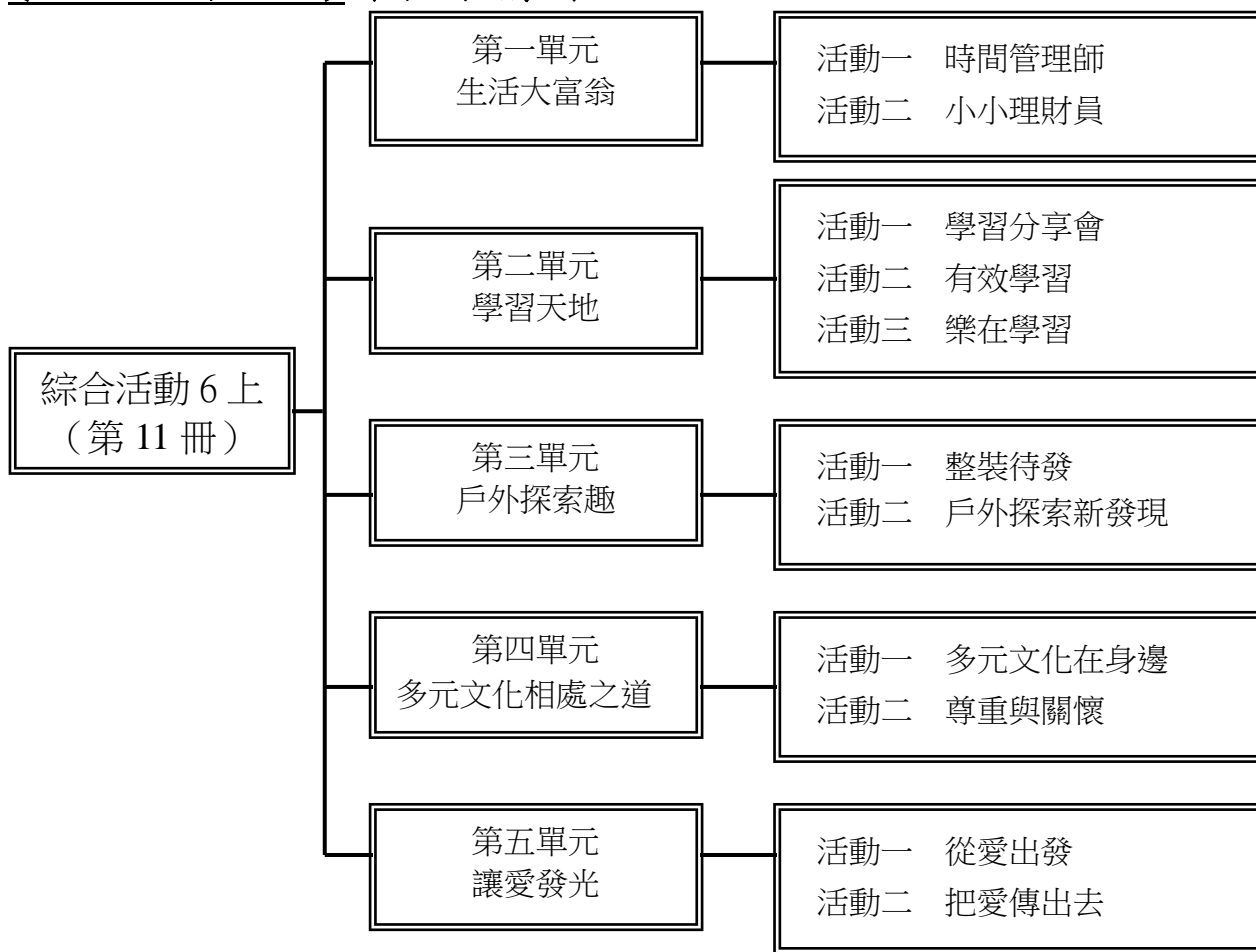 綜合活動 6 上
（第 11 冊）
第一單元
生活大富翁
活動一　時間管理師
活動二　小小理財員
第二單元
學習天地
活動一　學習分享會
活動二　有效學習
活動三　樂在學習
第三單元
戶外探索趣
活動一　整裝待發
活動二　戶外探索新發現
第四單元
多元文化相處之道
活動一　多元文化在身邊
活動二　尊重與關懷
第五單元
讓愛發光
活動一　從愛出發
活動二　把愛傳出去